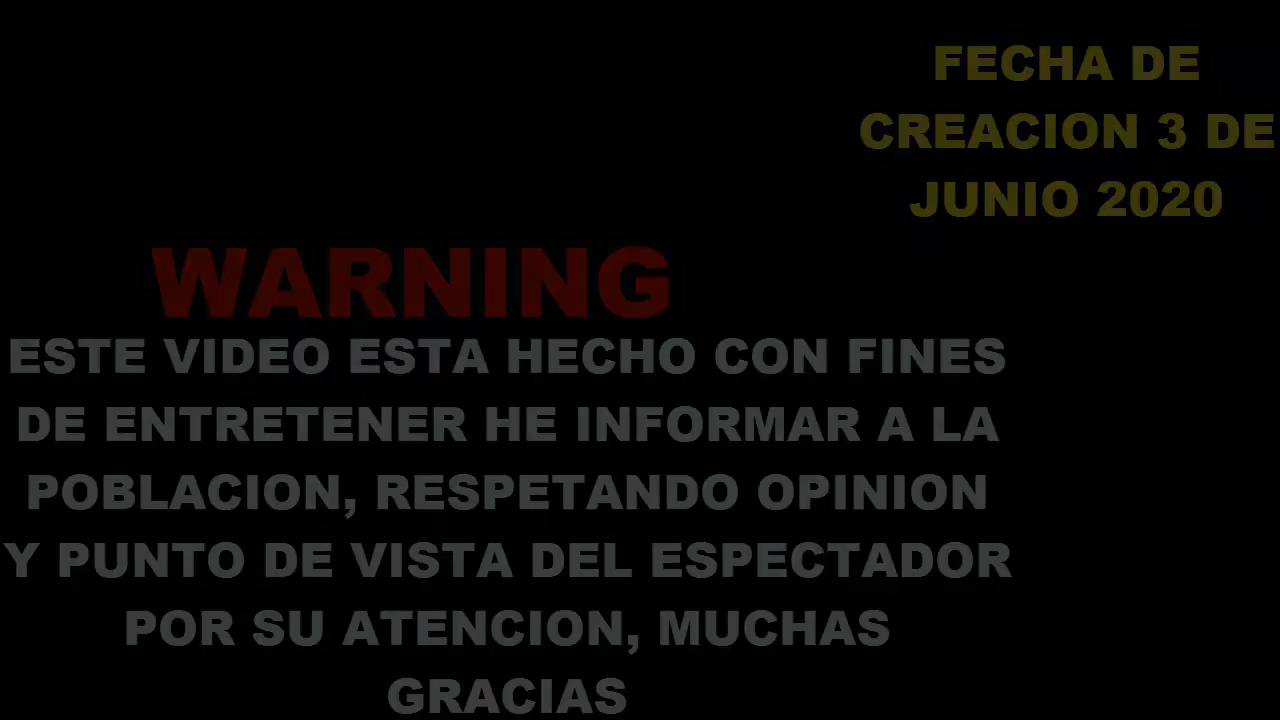 FECHA DE
CREACION 3 DE
JUNIO 2020
WARNING
ESTE VIDEO ESTA HECHO CON FINES
DE ENTRETENER HE INFORMAR A LA
POBLACION, RESPETANDO OPINION
Y PUNTO DE VISTA DEL ESPECTADOR
POR SU ATENCION, MUCHAS
GRACIAS